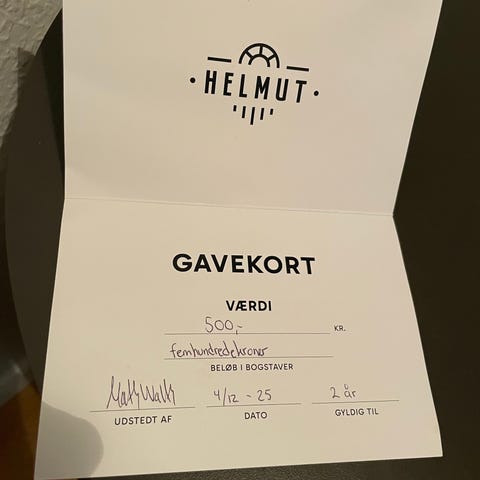 • HELMUT •
GAVEKORT
VÆRDI
500,- KR.
femhundredekroner
BELØB I BOGSTAVER
4/12 - 25 2 år
UDSTEDT AF DATO GYLDIG TIL